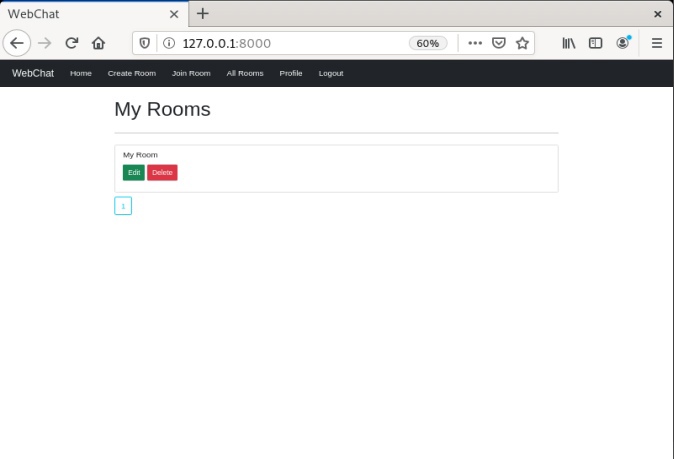 WebChat
127.0.0.1:8000 60%
WebChat Home Create Room Join Room All Rooms Profile Logout
My Rooms
My Room
Edit Delete
1